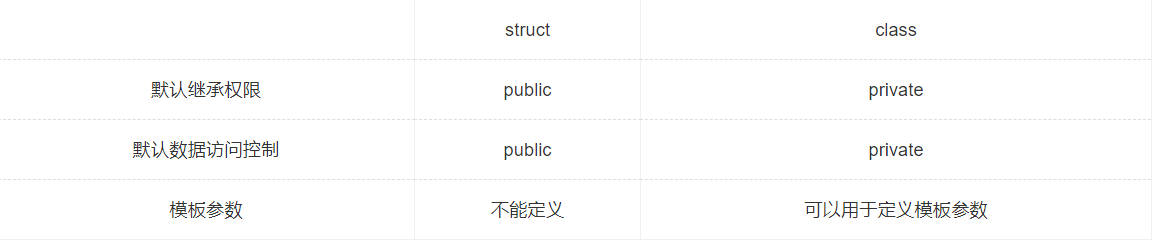 struct class
默认继承权限 public private
默认数据访问控制 public private
模板参数 不能定义 可以用于定义模板参数